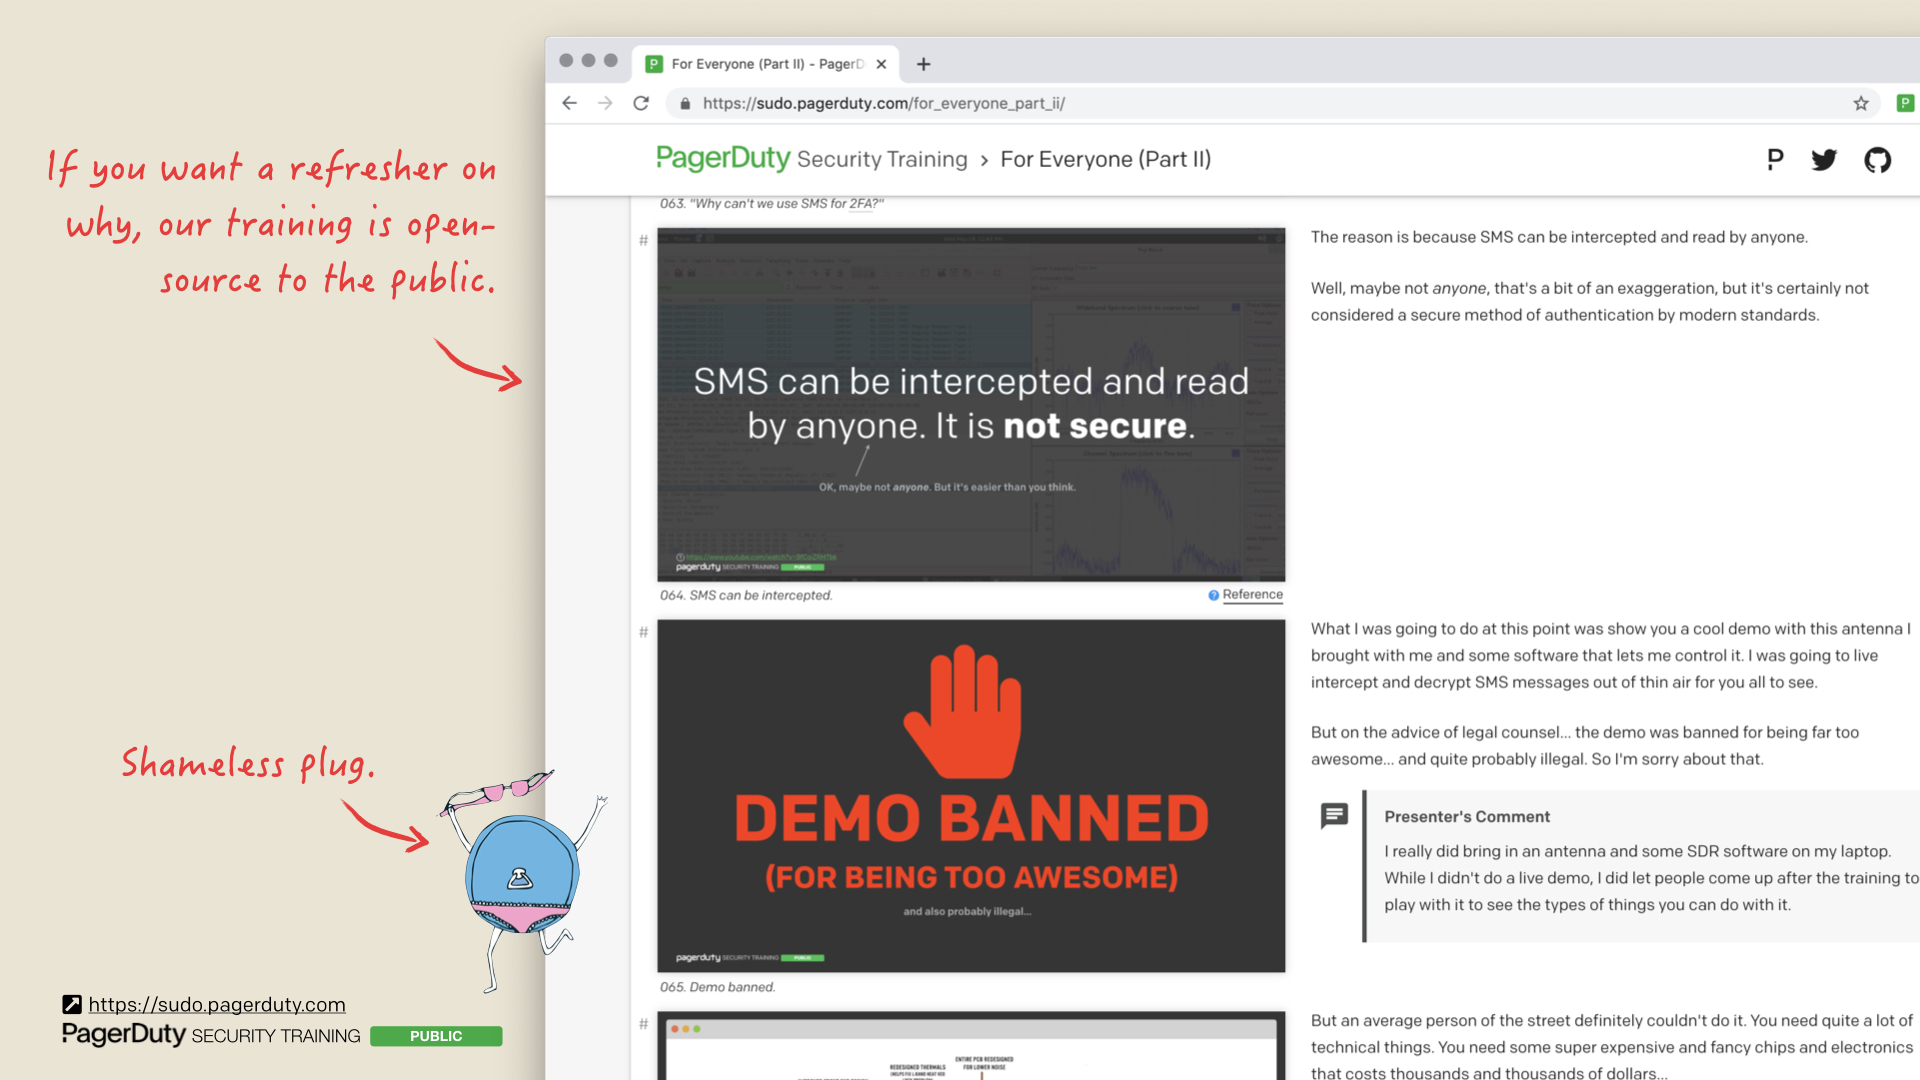 If you want a refresher on
why, our training is open-
source to the public.
Shameless plug.
https://sudo.pagerduty.com
PagerDuty SECURITY TRAINING PUBLIC
For Everyone (Part II) - PagerD
https://sudo.pagerduty.com/for_everyone_part_ii/
PagerDuty Security Training › For Everyone (Part II)
063. "Why can't we use SMS for 2FA?"
#
SMS can be intercepted and read
by anyone. It is not secure.
OK, maybe not anyone. But it's easier than you think.
pagerduty SECURITY TRAINING PUBLIC
064. SMS can be intercepted.
Reference
The reason is because SMS can be intercepted and read by anyone.
Well, maybe not anyone, that's a bit of an exaggeration, but it's certainly not
considered a secure method of authentication by modern standards.
#
DEMO BANNED
(FOR BEING TOO AWESOME)
and also probably illegal...
pagerduty SECURITY TRAINING PUBLIC
065. Demo banned.
What I was going to do at this point was show you a cool demo with this antenna I
brought with me and some software that lets me control it. I was going to live
intercept and decrypt SMS messages out of thin air for you all to see.
But on the advice of legal counsel... the demo was banned for being far too
awesome... and quite probably illegal. So I'm sorry about that.
Presenter's Comment
I really did bring in an antenna and some SDR software on my laptop.
While I didn't do a live demo, I did let people come up after the training to
play with it to see the types of things you can do with it.
#
REDESIGNED THERMALS
ENTIRE PCB REDESIGNED
FOR LOWER NOISE
But an average person of the street definitely couldn't do it. You need quite a lot of
technical things. You need some super expensive and fancy chips and electronics
that costs thousands and thousands of dollars...